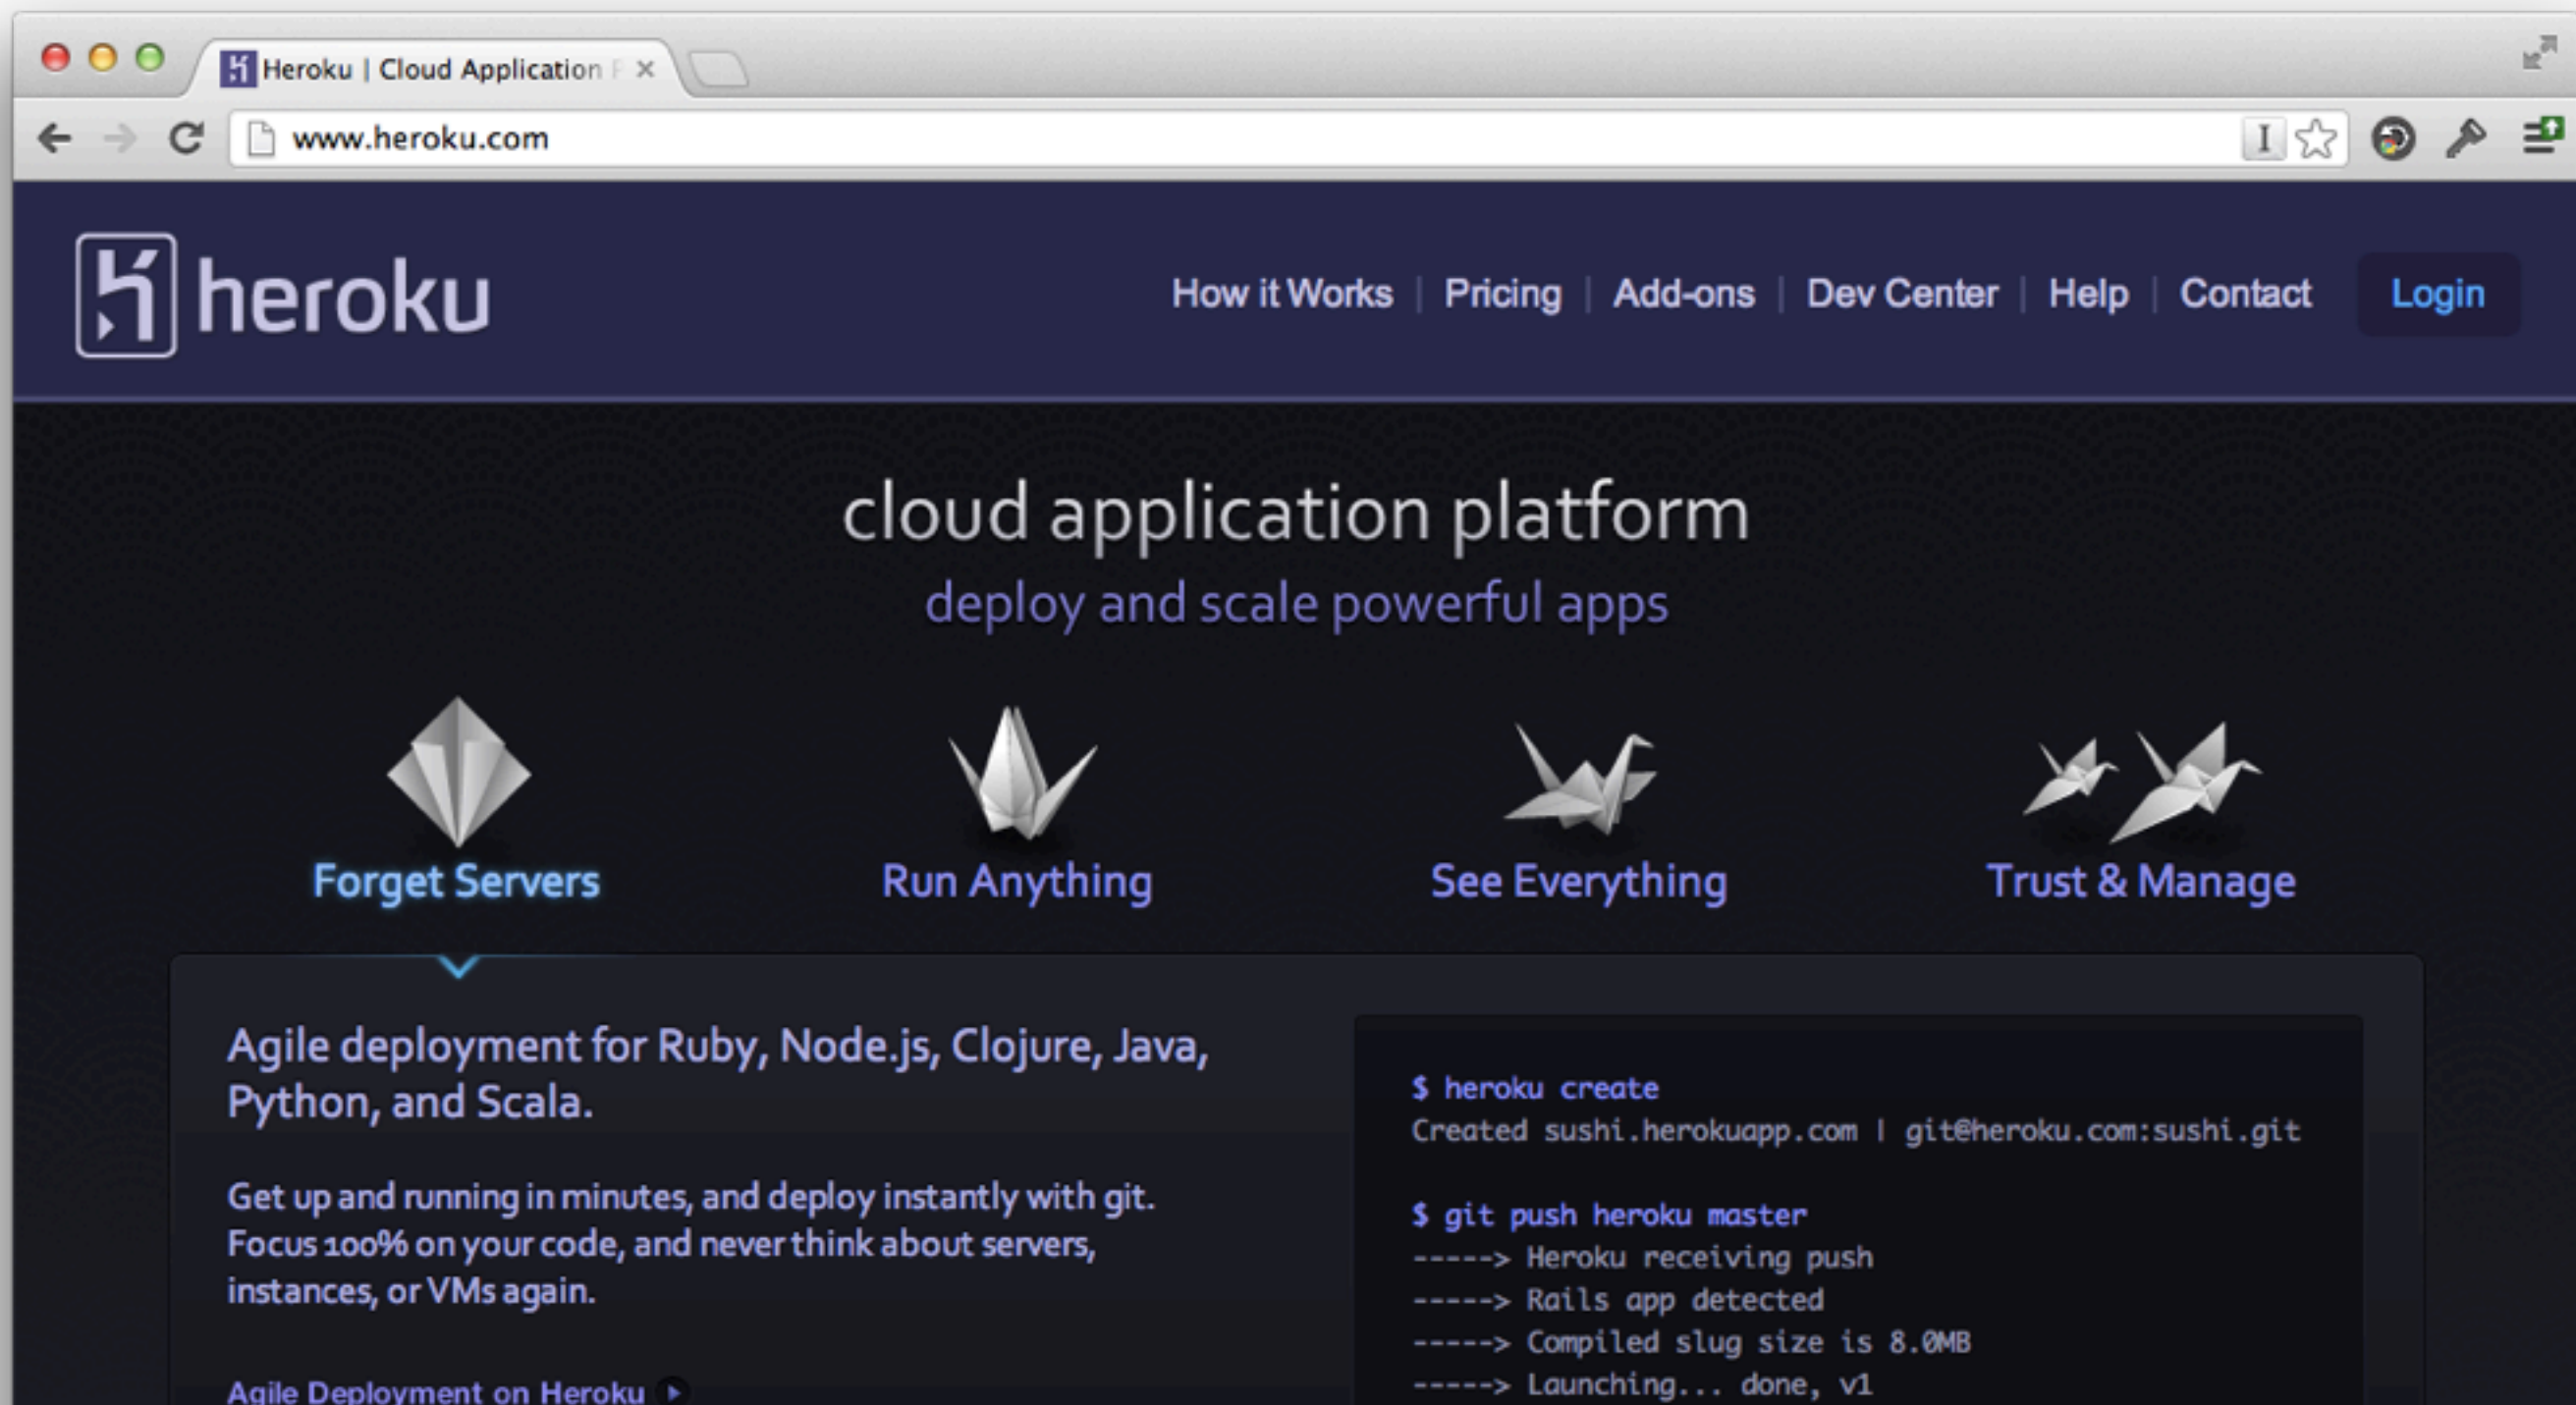 Heroku | Cloud Application
www.heroku.com
heroku
How it Works | Pricing | Add-ons | Dev Center | Help | Contact Login
cloud application platform
deploy and scale powerful apps
Forget Servers
Run Anything
See Everything
Trust & Manage
Agile deployment for Ruby, Node.js, Clojure, Java,
Python, and Scala.
Get up and running in minutes, and deploy instantly with git.
Focus 100% on your code, and never think about servers,
instances, or VMs again.
Agile Deployment on Heroku
$ heroku create
Created sushi.herokuapp.com | git@heroku.com:sushi.git
$ git push heroku master
-----> Heroku receiving push
-----> Rails app detected
-----> Compiled slug size is 8.0MB
-----> Launching... done, v1